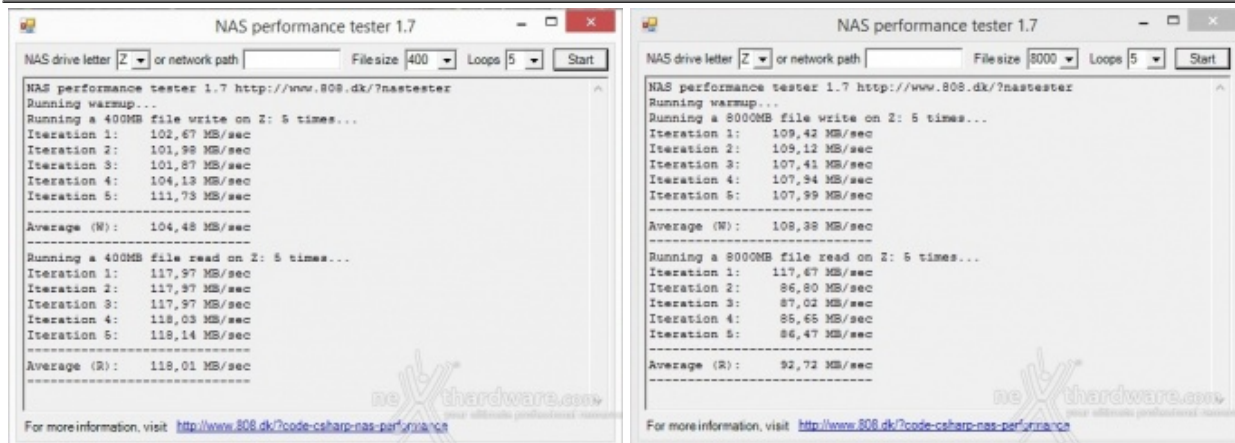 NAS performance tester 1.7
NAS drive letter Z or network path File size 400 Loops 5 Start
NAS performance tester 1.7 http://www.808.dk/?nastester
Running warmup...
Running a 400MB file write on Z: 5 times...
Iteration 1: 102,67 MB/sec
Iteration 2: 101,98 MB/sec
Iteration 3: 101,87 MB/sec
Iteration 4: 104,13 MB/sec
Iteration 5: 111,73 MB/sec
------------------------------
Average (W): 104,48 MB/sec
------------------------------
Running a 400MB file read on Z: 5 times...
Iteration 1: 117,97 MB/sec
Iteration 2: 117,97 MB/sec
Iteration 3: 117,97 MB/sec
Iteration 4: 118,03 MB/sec
Iteration 5: 118,14 MB/sec
------------------------------
Average (R): 118,01 MB/sec
------------------------------
For more information, visit http://www.808.dk/?code-csharp-nas-performance
NAS performance tester 1.7
NAS drive letter Z or network path File size 8000 Loops 5 Start
NAS performance tester 1.7 http://www.808.dk/?nastester
Running warmup...
Running a 8000MB file write on Z: 5 times...
Iteration 1: 109,42 MB/sec
Iteration 2: 109,12 MB/sec
Iteration 3: 107,41 MB/sec
Iteration 4: 107,94 MB/sec
Iteration 5: 107,99 MB/sec
------------------------------
Average (W): 108,38 MB/sec
------------------------------
Running a 8000MB file read on Z: 5 times...
Iteration 1: 117,67 MB/sec
Iteration 2: 86,80 MB/sec
Iteration 3: 87,02 MB/sec
Iteration 4: 85,65 MB/sec
Iteration 5: 86,47 MB/sec
------------------------------
Average (R): 92,72 MB/sec
------------------------------
For more information, visit http://www.808.dk/?code-csharp-nas-performance